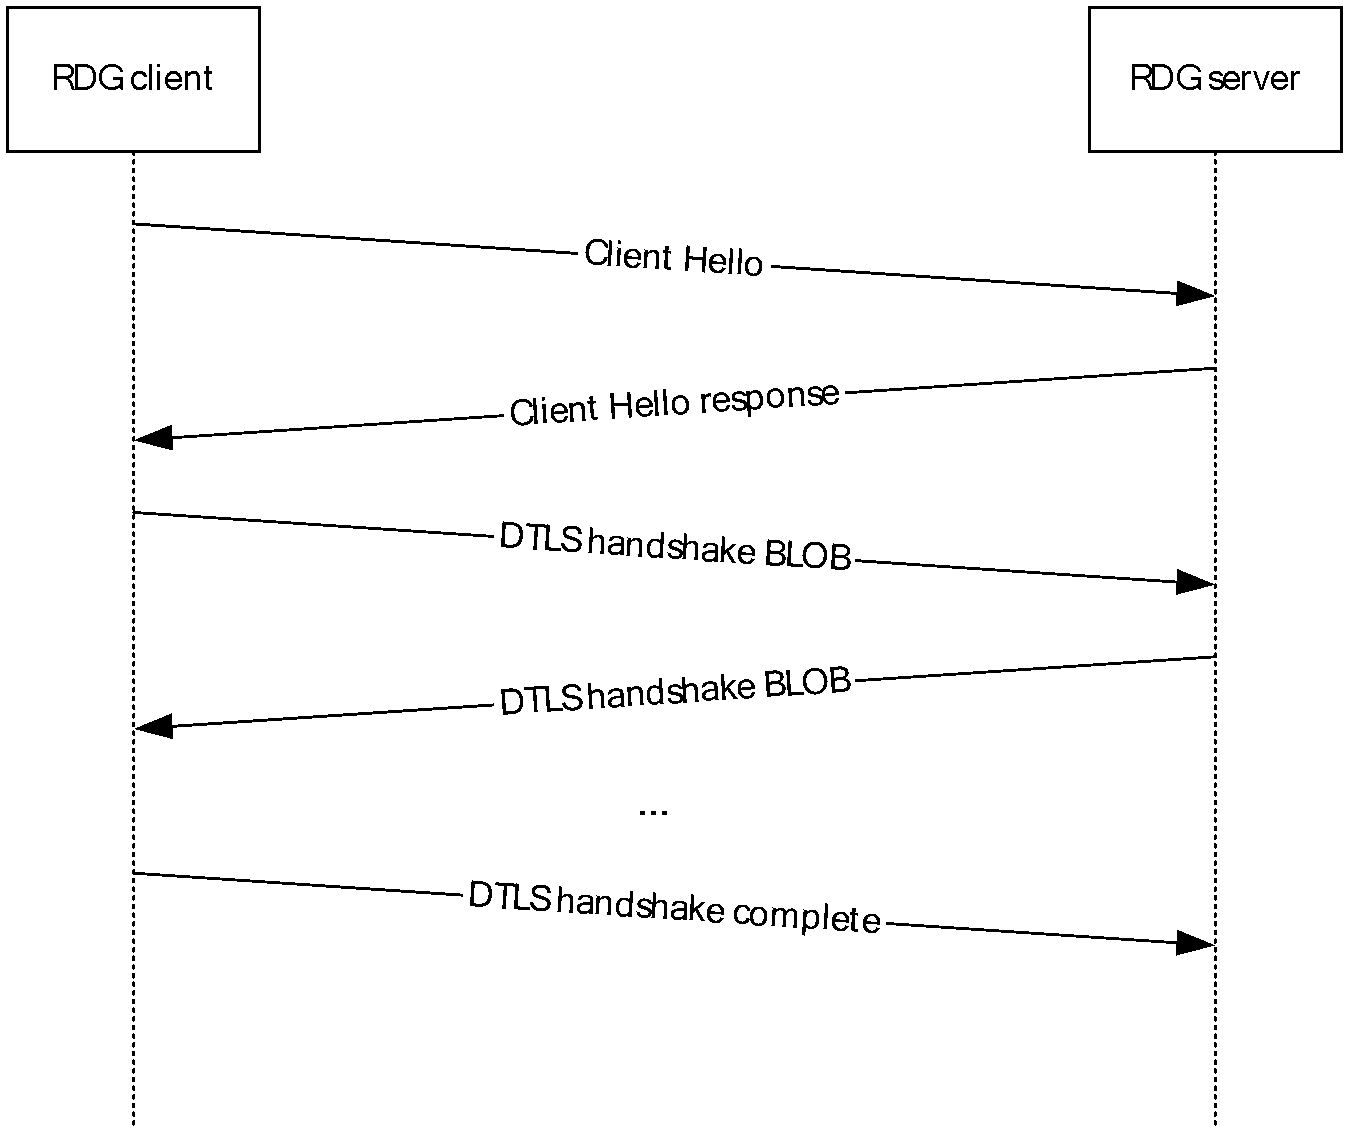 RDG client
RDG server
Client Hello
Client Hello response
DTLS handshake BLOB
DTLS handshake BLOB
...
DTLS handshake complete